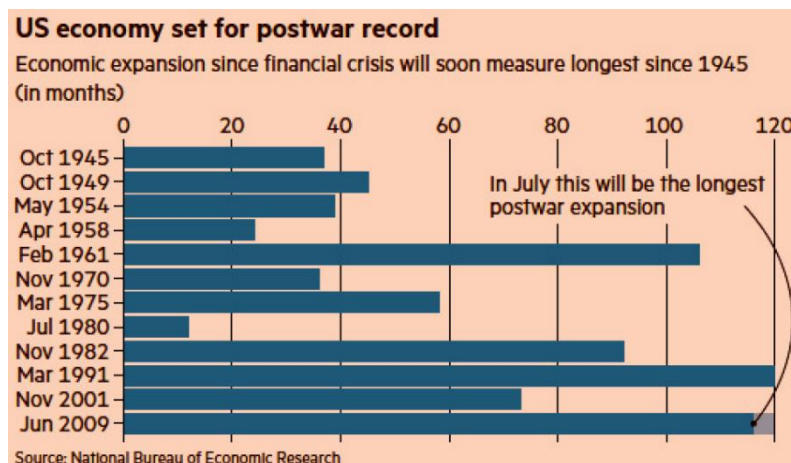 US economy set for postwar record
Economic expansion since financial crisis will soon measure longest since 1945
(in months)
0 20 40 60 80 100 120
Oct 1945
Oct 1949
May 1954
Apr 1958
Feb 1961
Nov 1970
Mar 1975
Jul 1980
Nov 1982
Mar 1991
Nov 2001
Jun 2009
In July this will be the longest
postwar expansion
Source: National Bureau of Economic Research